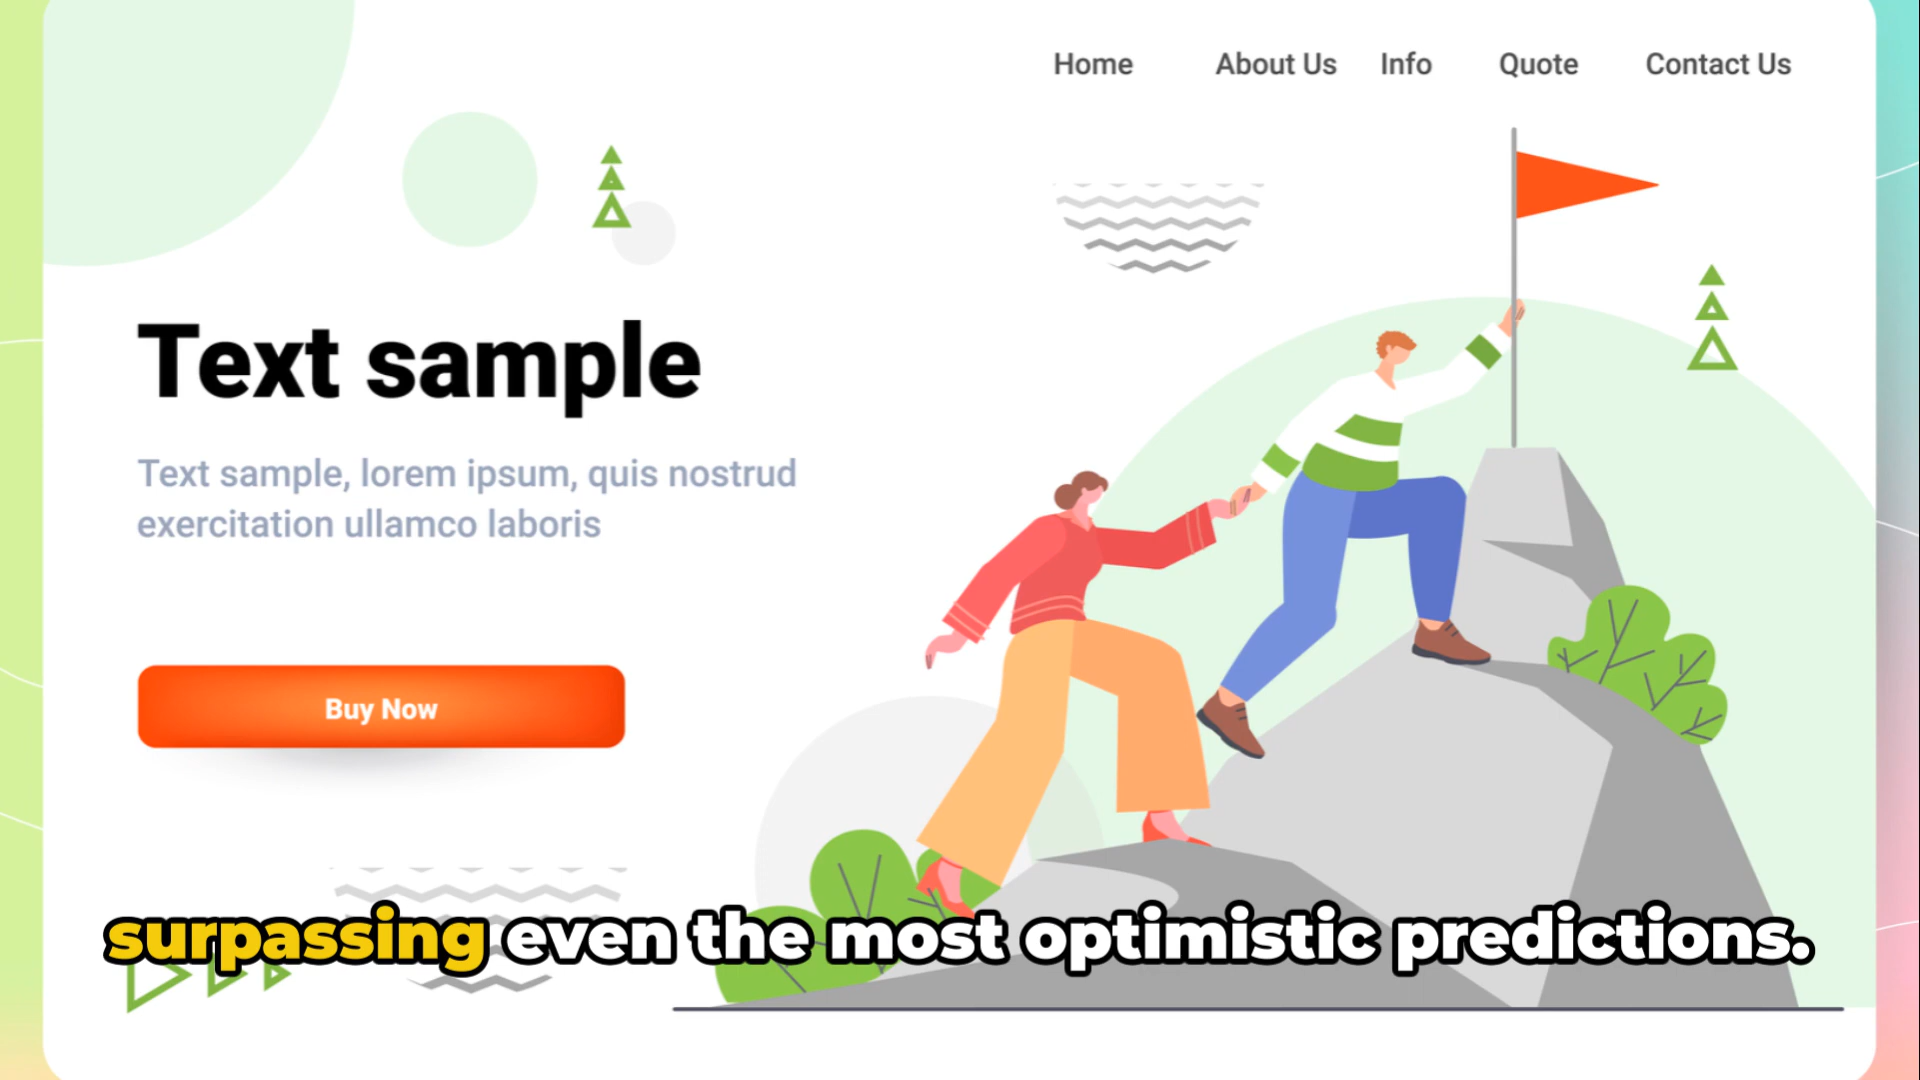 Home About Us Info Quote Contact Us
Text sample
Text sample, lorem ipsum, quis nostrud
exercitation ullamco laboris
Buy Now
surpassing even the most optimistic predictions.